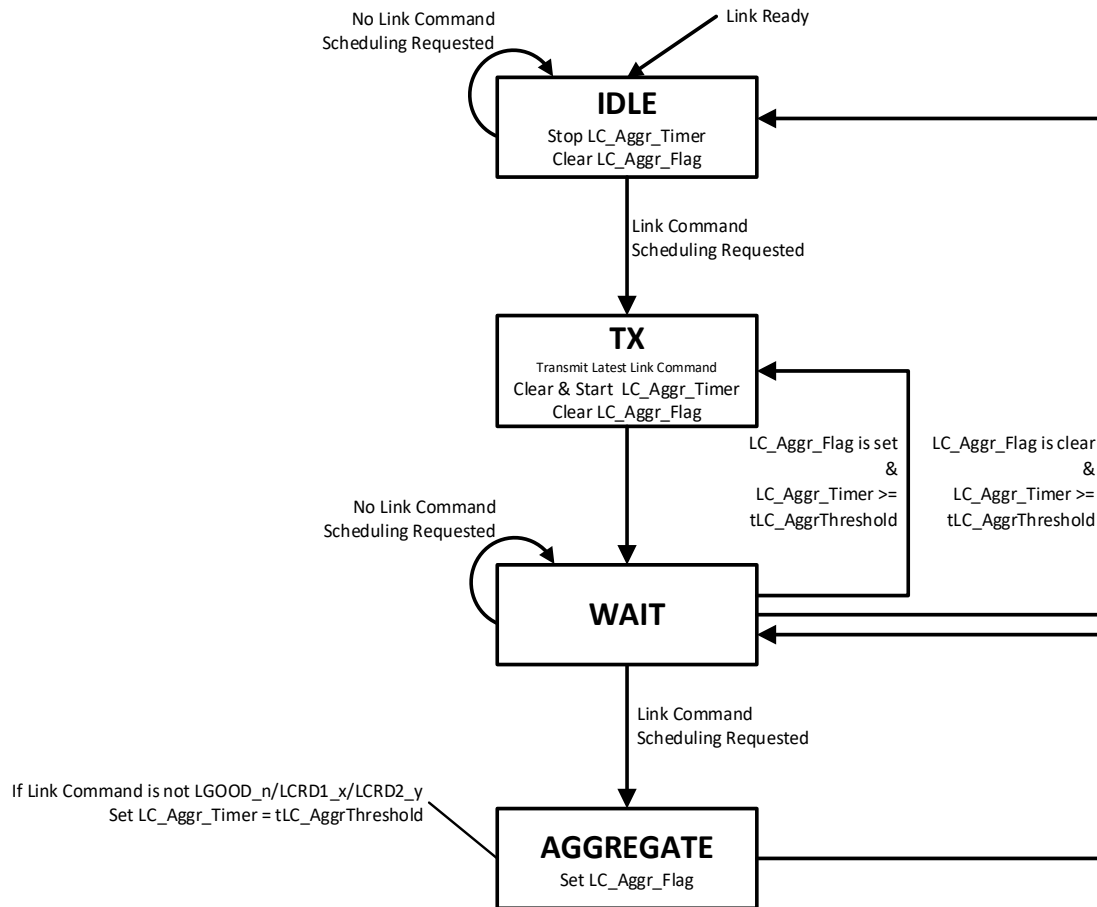 No Link Command
Scheduling Requested
Link Ready
IDLE
Stop LC_Aggr_Timer
Clear LC_Aggr_Flag
Link Command
Scheduling Requested
TX
Transmit Latest Link Command
Clear & Start LC_Aggr_Timer
Clear LC_Aggr_Flag
LC_Aggr_Flag is set
&
LC_Aggr_Timer >=
tLC_AggrThreshold
LC_Aggr_Flag is clear
&
LC_Aggr_Timer >=
tLC_AggrThreshold
No Link Command
Scheduling Requested
WAIT
Link Command
Scheduling Requested
If Link Command is not LGOOD_n/LCRD1_x/LCRD2_y
Set LC_Aggr_Timer = tLC_AggrThreshold
AGGREGATE
Set LC_Aggr_Flag